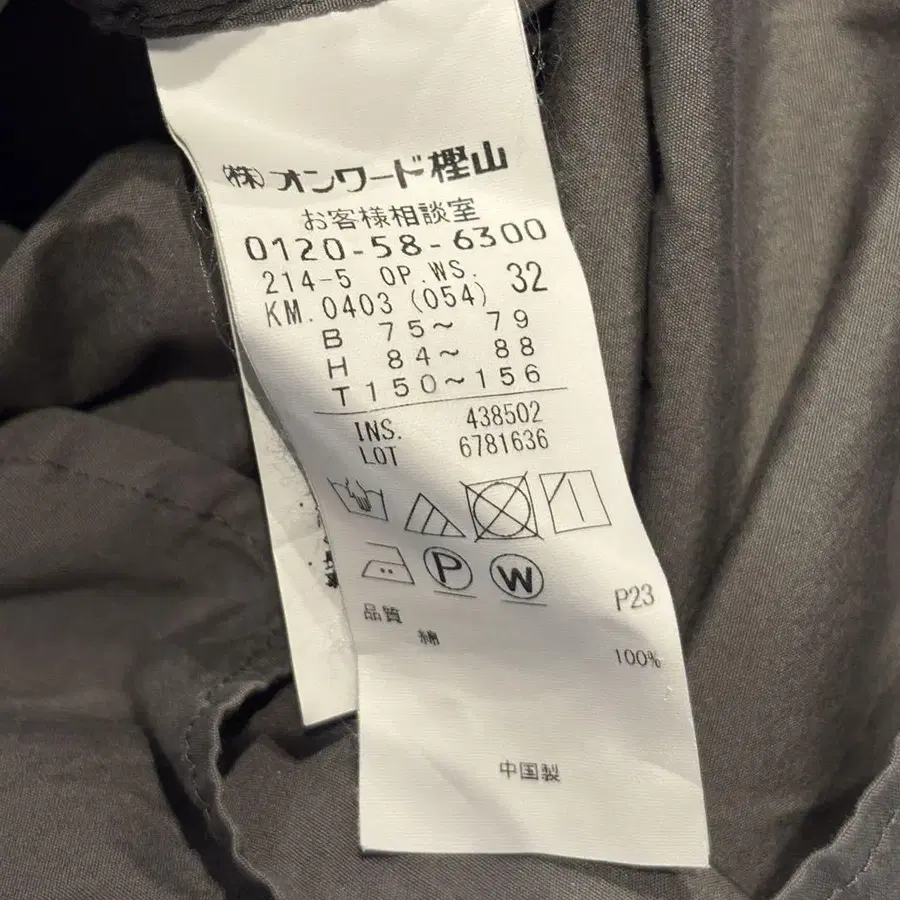 (株)オンワード樫山
お客様相談室
0120-58-6300
214-5 OP.WS. 32
KM.0403(054)
B 75~ 79
H 84~ 88
T 150~156
INS. 438502
LOT 6781636
P W
P23
品質
綿 100%
中国製